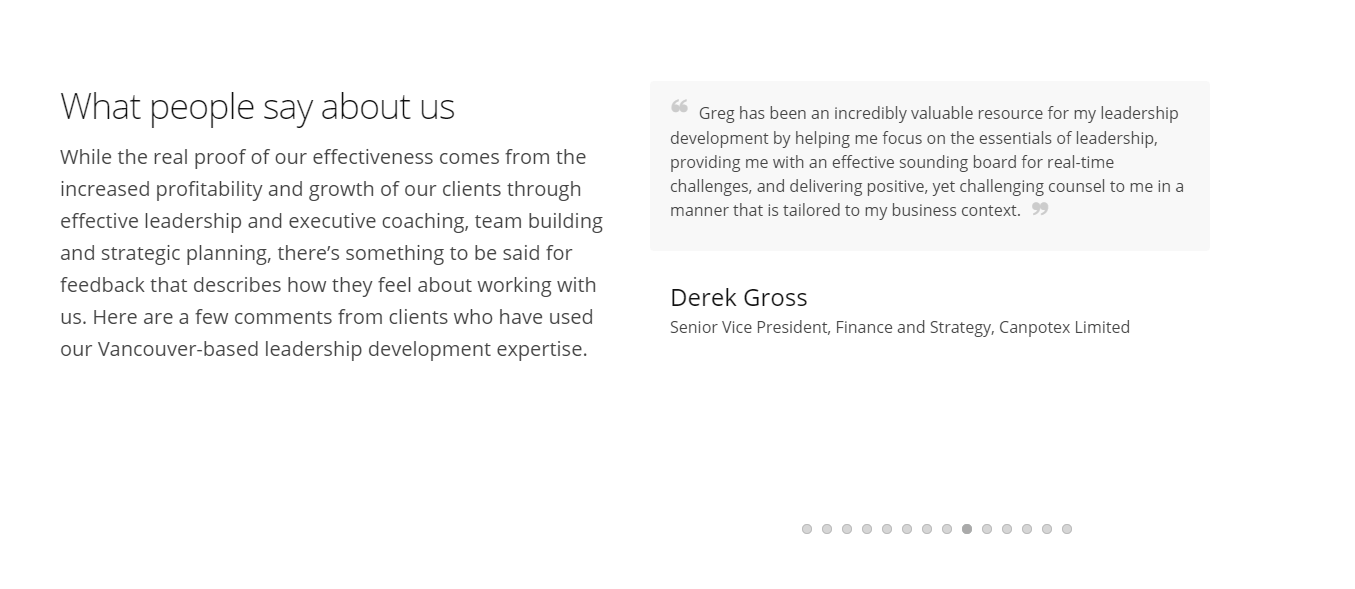 What people say about us
While the real proof of our effectiveness comes from the
increased profitability and growth of our clients through
effective leadership and executive coaching, team building
and strategic planning, there’s something to be said for
feedback that describes how they feel about working with
us. Here are a few comments from clients who have used
our Vancouver-based leadership development expertise.
“ Greg has been an incredibly valuable resource for my leadership
development by helping me focus on the essentials of leadership,
providing me with an effective sounding board for real-time
challenges, and delivering positive, yet challenging counsel to me in a
manner that is tailored to my business context. ”
Derek Gross
Senior Vice President, Finance and Strategy, Canpotex Limited